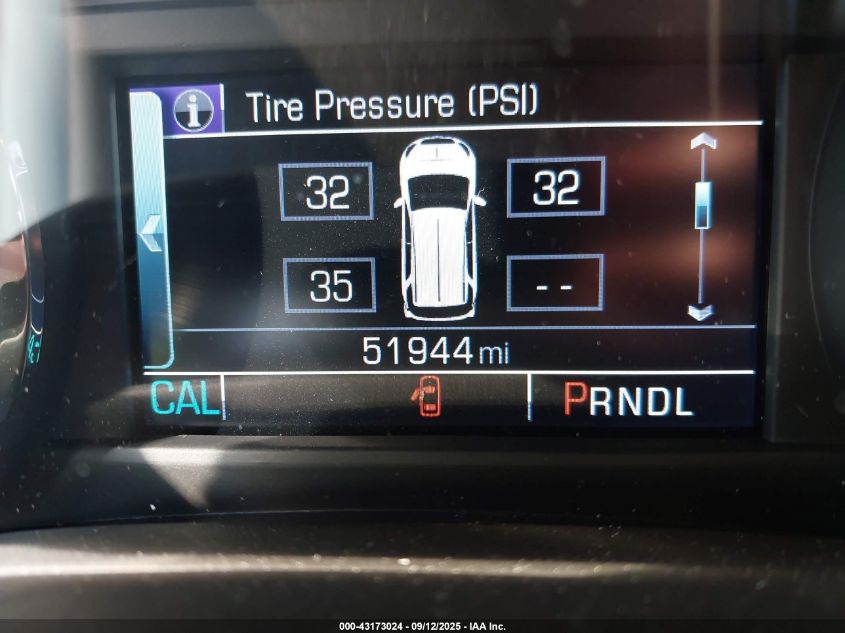 Tire Pressure (PSI)
32 32
35 --
51944 mi
CAL PRNDL
000-43173024 - 09/12/2025 - IAA Inc.